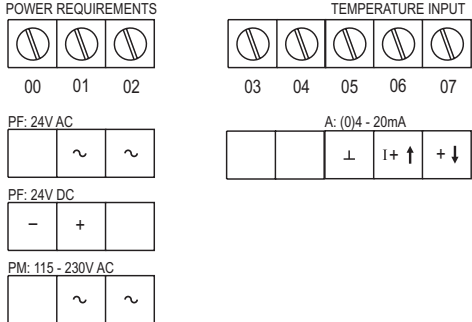 POWER REQUIREMENTS
00 01 02
PF: 24V AC
~ ~
PF: 24V DC
− +
PM: 115 - 230V AC
~ ~
TEMPERATURE INPUT
03 04 05 06 07
A: (0)4 - 20mA
⊥ I+ ↑ + ↓